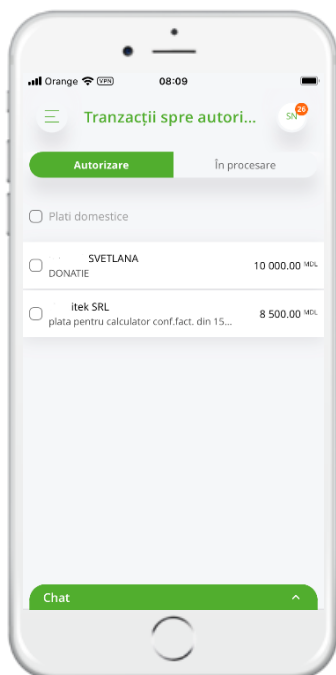 Orange VPN 08:09
Tranzacții spre autori... SN 26
Autorizare În procesare
Plati domestice
SVETLANA 10 000.00 MDL
DONATIE
itek SRL 8 500.00 MDL
plata pentru calculator conf.fact. din 15...
Chat